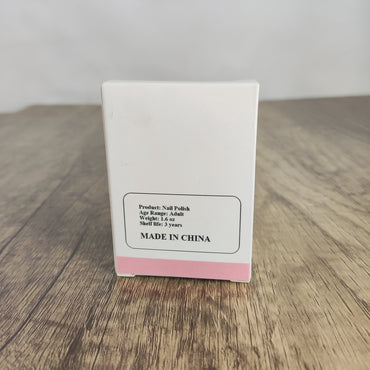 Product: Nail Polish
Age Range: Adult
Weight: 1.6 oz
Shelf life: 3 years
MADE IN CHINA